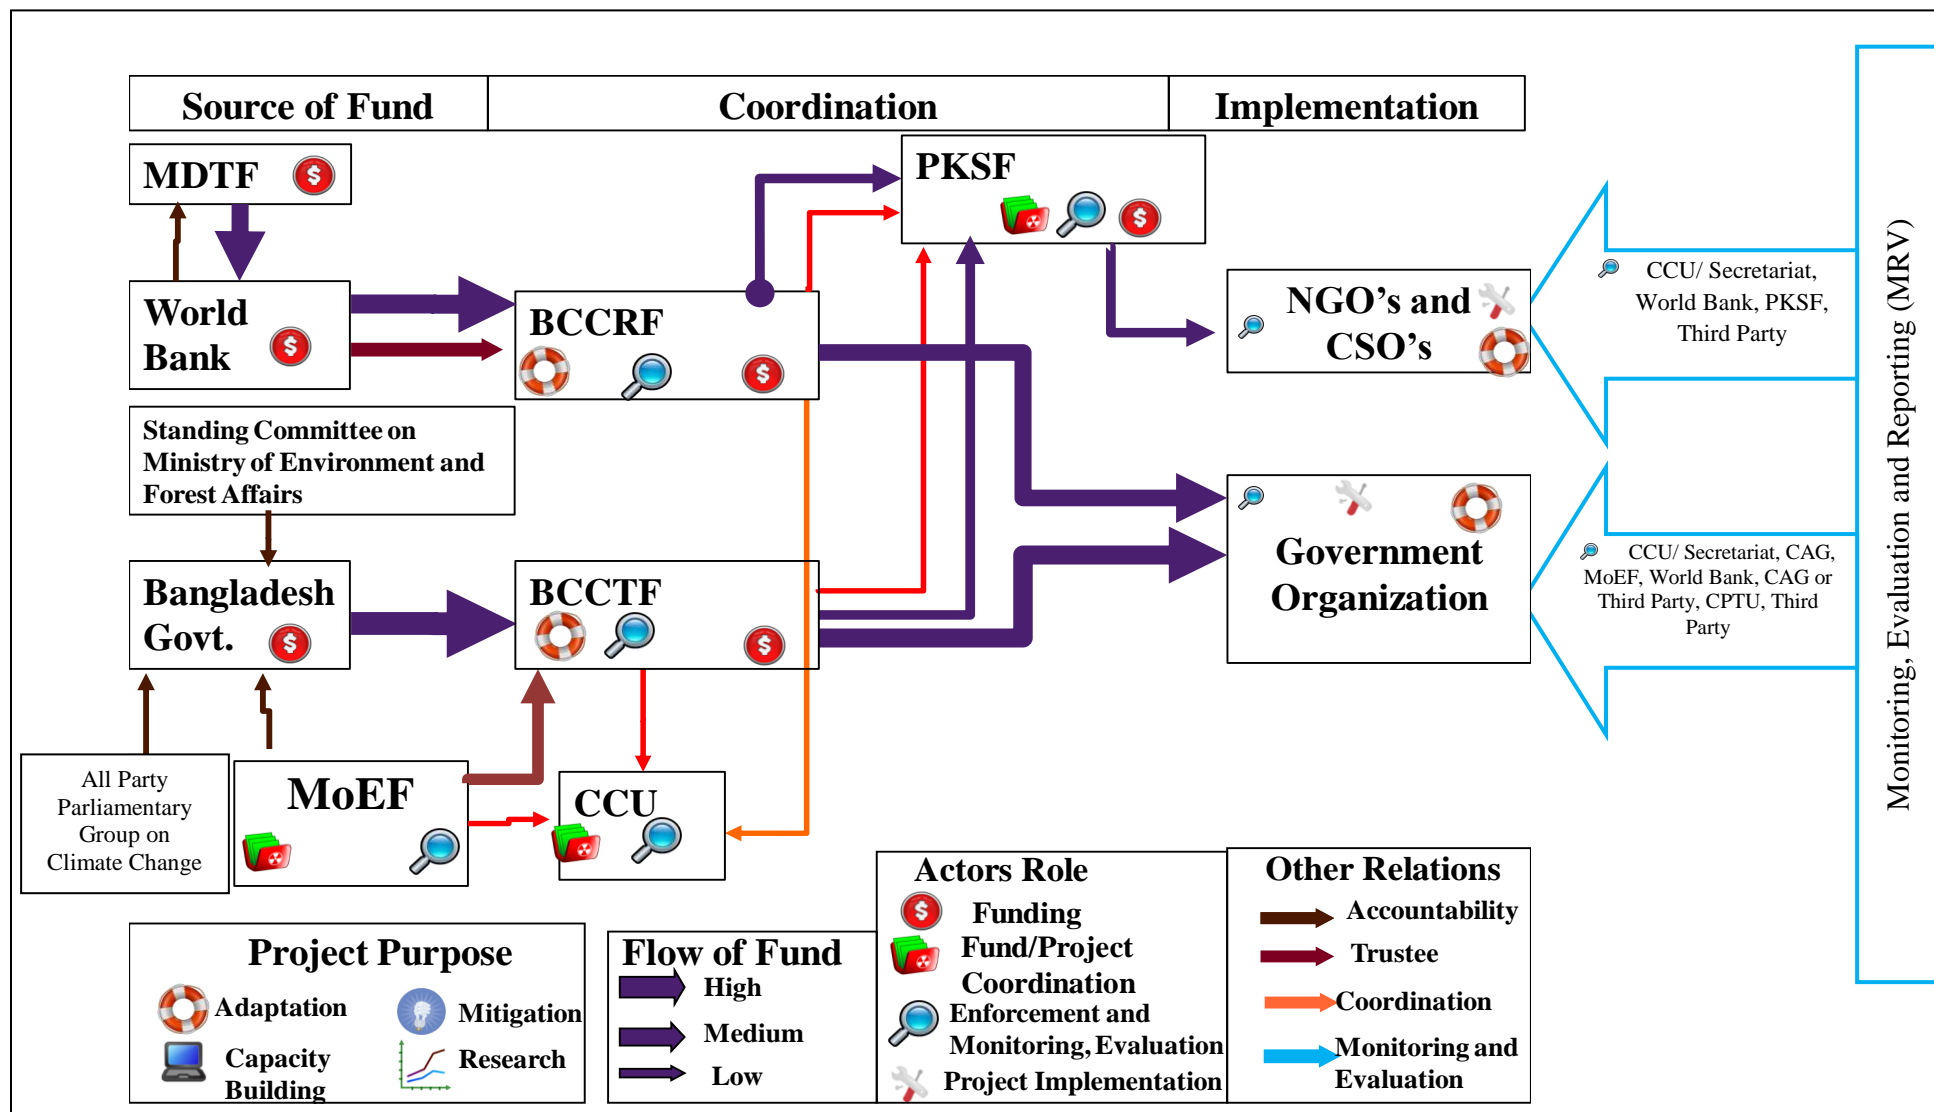 Source of Fund
Coordination
Implementation
MDTF
PKSF
World
Bank
BCCRF
NGO’s and
CSO’s
CCU/ Secretariat,
World Bank, PKSF,
Third Party
Standing Committee on
Ministry of Environment and
Forest Affairs
Bangladesh
Govt.
BCCTF
Government
Organization
CCU/ Secretariat, CAG,
MoEF, World Bank, CAG or
Third Party, CPTU, Third
Party
Monitoring, Evaluation and Reporting (MRV)
All Party
Parliamentary
Group on
Climate Change
MoEF
CCU
Project Purpose
Adaptation
Mitigation
Capacity
Building
Research
Flow of Fund
High
Medium
Low
Actors Role
Funding
Fund/Project
Coordination
Enforcement and
Monitoring, Evaluation
Project Implementation
Other Relations
Accountability
Trustee
Coordination
Monitoring and
Evaluation